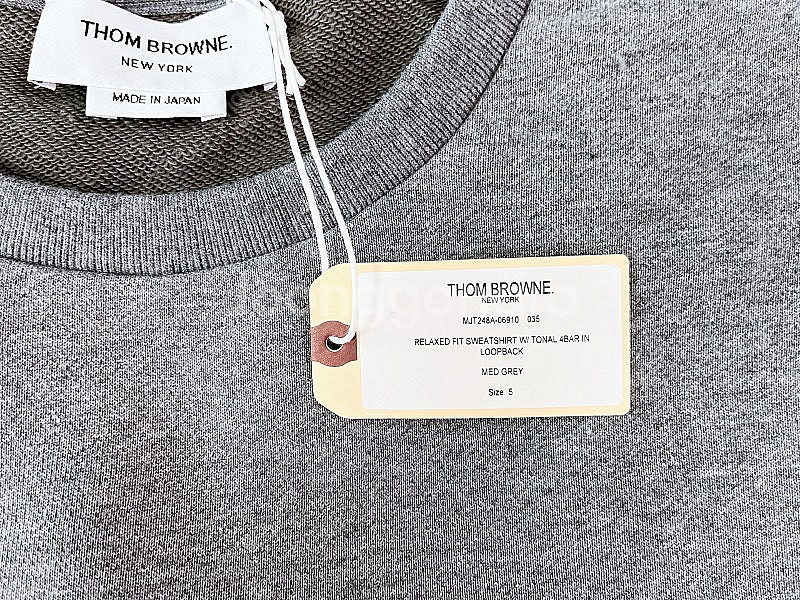 THOM BROWNE.
NEW YORK
MADE IN JAPAN
THOM BROWNE.
NEW YORK
MJT248A-06910 035
RELAXED FIT SWEATSHIRT W/ TONAL 4BAR IN
LOOPBACK
MED GREY
Size 5